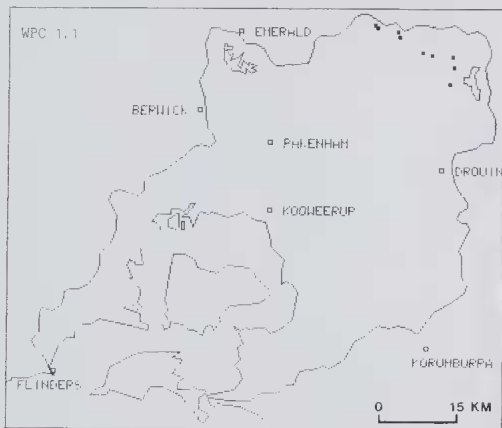 WPC 1.1
EMERALD
BERWICK
PAKENHAM
DROUIN
KOOWEERUP
KORUMBURRA
FLINDERS
0 15 KM